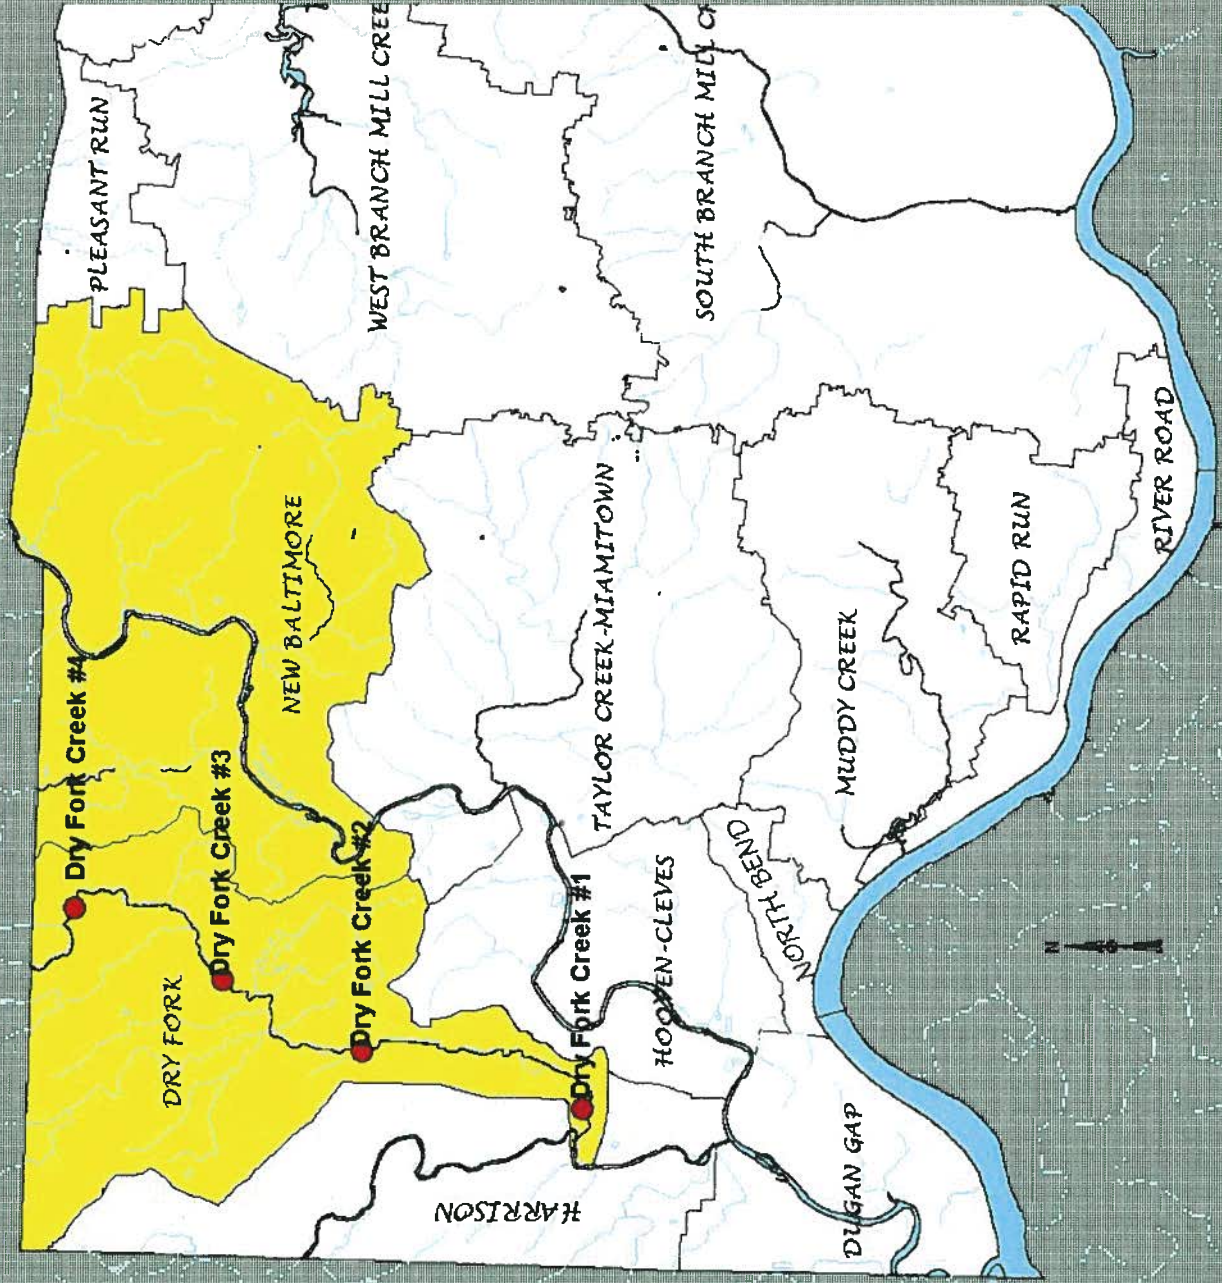 PLEASANT RUN
WEST BRANCH MILL CREE
SOUTH BRANCH MILL CR
NEW BALTIMORE
Dry Fork Creek #4
Dry Fork Creek #3
Dry Fork Creek #2
Dry Fork Creek #1
DRY FORK
TAYLOR CREEK-MIAMITOWN
MUDDY CREEK
RAPID RUN
RIVER ROAD
HOOVEN-CLEVES
NORTH BEND
HARRISON
DUGAN GAP
N